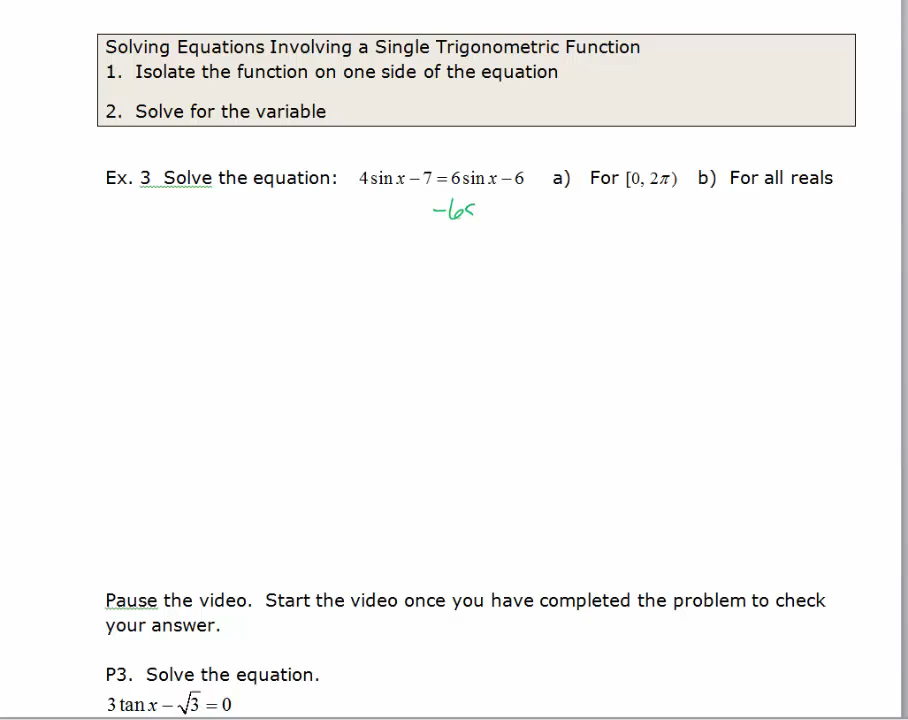 Solving Equations Involving a Single Trigonometric Function
1. Isolate the function on one side of the equation
2. Solve for the variable
Ex. 3 Solve the equation: 4 sin x − 7 = 6 sin x − 6 a) For [0, 2π) b) For all reals
−6s
Pause the video. Start the video once you have completed the problem to check
your answer.
P3. Solve the equation.
3 tan x − √3 = 0